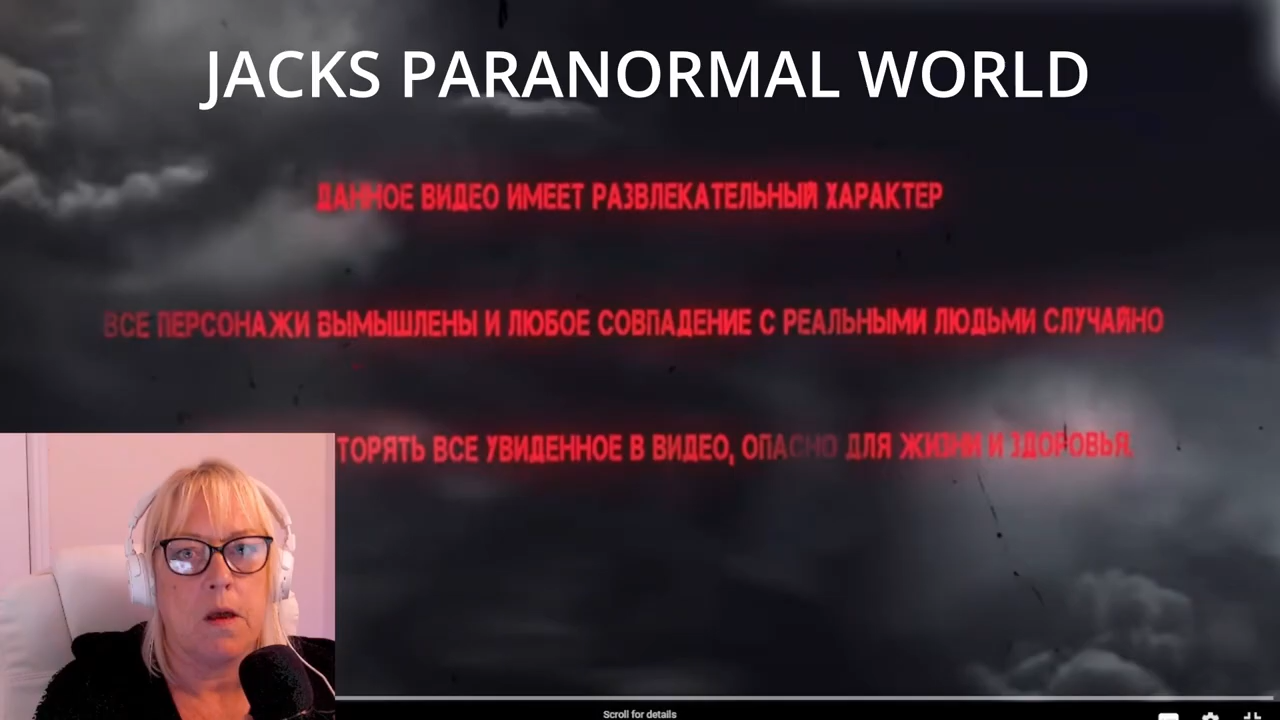 JACKS PARANORMAL WORLD
ДАННОЕ ВИДЕО ИМЕЕТ РАЗВЛЕКАТЕЛЬНЫЙ ХАРАКТЕР
ВСЕ ПЕРСОНАЖИ ВЫМЫШЛЕНЫ И ЛЮБОЕ СОВПАДЕНИЕ С РЕАЛЬНЫМИ ЛЮДЬМИ СЛУЧАЙНО
ТОРЯТЬ ВСЕ УВИДЕННОЕ В ВИДЕО, ОПАСНО ДЛЯ ЖИЗНИ И ЗДОРОВЬЯ.
Scroll for details